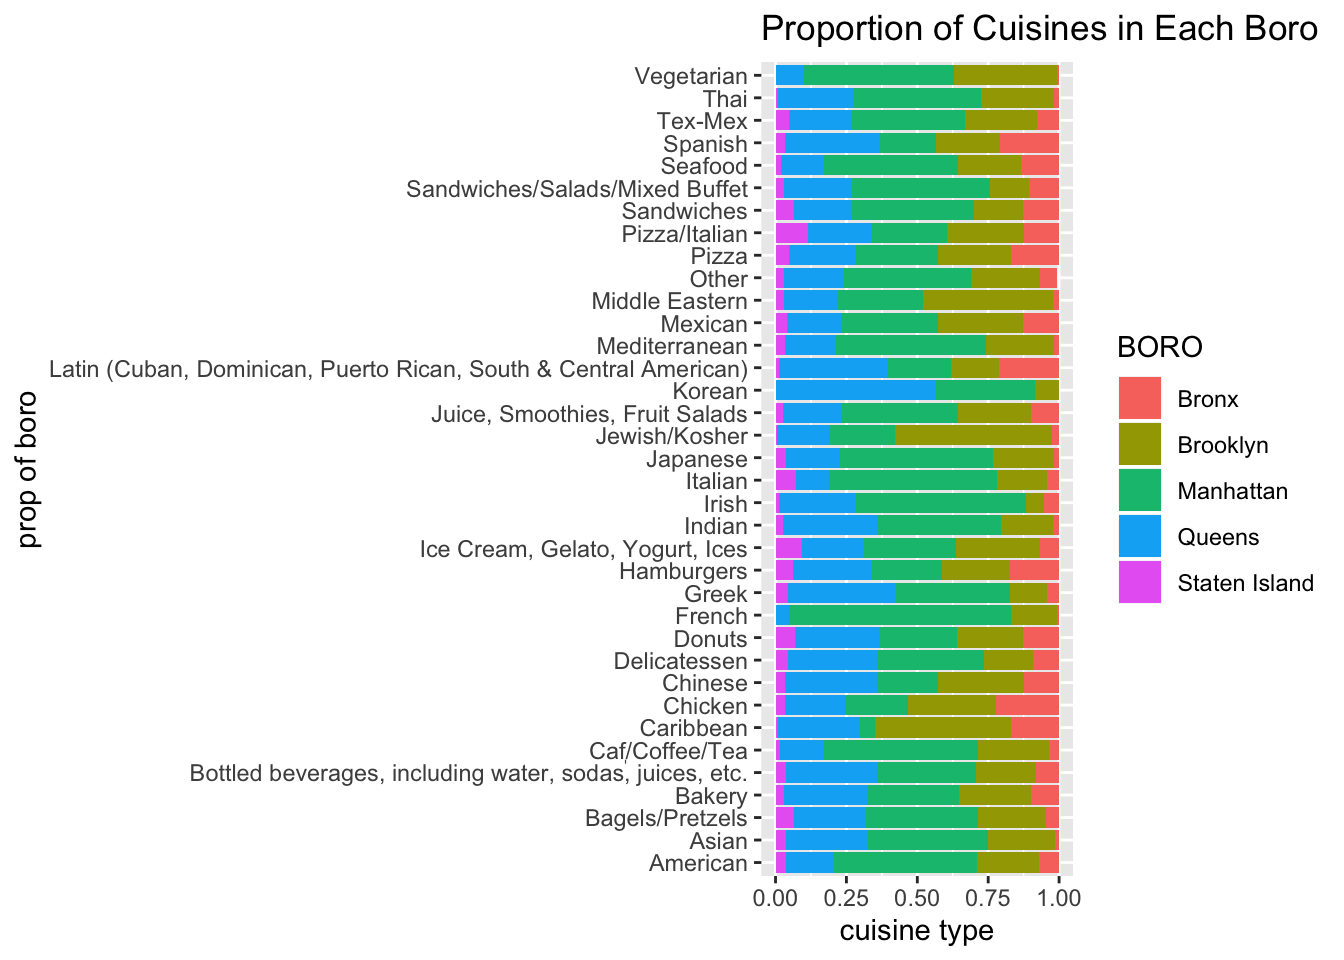 Proportion of Cuisines in Each Boro
prop of boro
Vegetarian
Thai
Tex-Mex
Spanish
Seafood
Sandwiches/Salads/Mixed Buffet
Sandwiches
Pizza/Italian
Pizza
Other
Middle Eastern
Mexican
Mediterranean
Latin (Cuban, Dominican, Puerto Rican, South & Central American)
Korean
Juice, Smoothies, Fruit Salads
Jewish/Kosher
Japanese
Italian
Irish
Indian
Ice Cream, Gelato, Yogurt, Ices
Hamburgers
Greek
French
Donuts
Delicatessen
Chinese
Chicken
Caribbean
Caf/Coffee/Tea
Bottled beverages, including water, sodas, juices, etc.
Bakery
Bagels/Pretzels
Asian
American
0.00 0.25 0.50 0.75 1.00
cuisine type
BORO
Bronx
Brooklyn
Manhattan
Queens
Staten Island